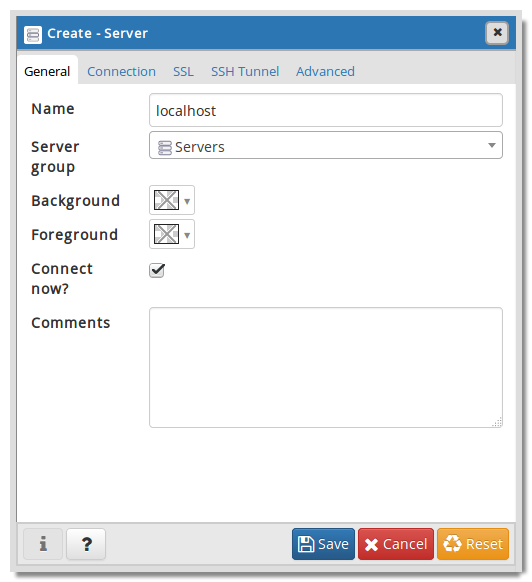 Create - Server
General Connection SSL SSH Tunnel Advanced
Name localhost
Server
group Servers
Background
Foreground
Connect
now?
Comments
i ? Save Cancel Reset